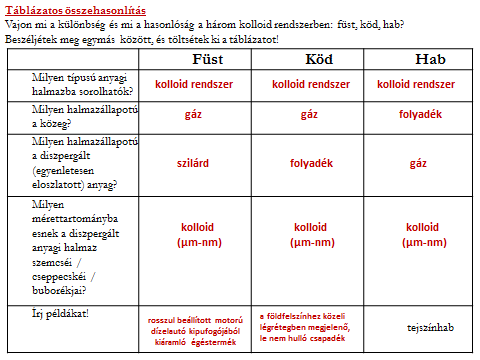 Táblázatos összehasonlítás
Vajon mi a különbség és mi a hasonlóság a három kolloid rendszerben: füst, köd, hab?
Beszéljétek meg egymás között, és töltsétek ki a táblázatot!
Füst Köd Hab
Milyen típusú anyagi
halmazba sorolhatók?
kolloid rendszer kolloid rendszer kolloid rendszer
Milyen halmazállapotú
a közeg?
gáz gáz folyadék
Milyen halmazállapotú
a diszpergált
(egyenletesen
eloszlatott) anyag?
szilárd folyadék gáz
Milyen
mérettartományba
esnek a diszpergált
anyagi halmaz
szemcséi /
cseppecskéi /
buborékjai?
kolloid kolloid kolloid
(μm-nm) (μm-nm) (μm-nm)
Írj példákat!
rosszul beállított motorú
dízelautó kipufogójából
kiáramló égéstermék
a földfelszínhez közeli
légrétegben megjelenő,
le nem hulló csapadék
tejszínhab